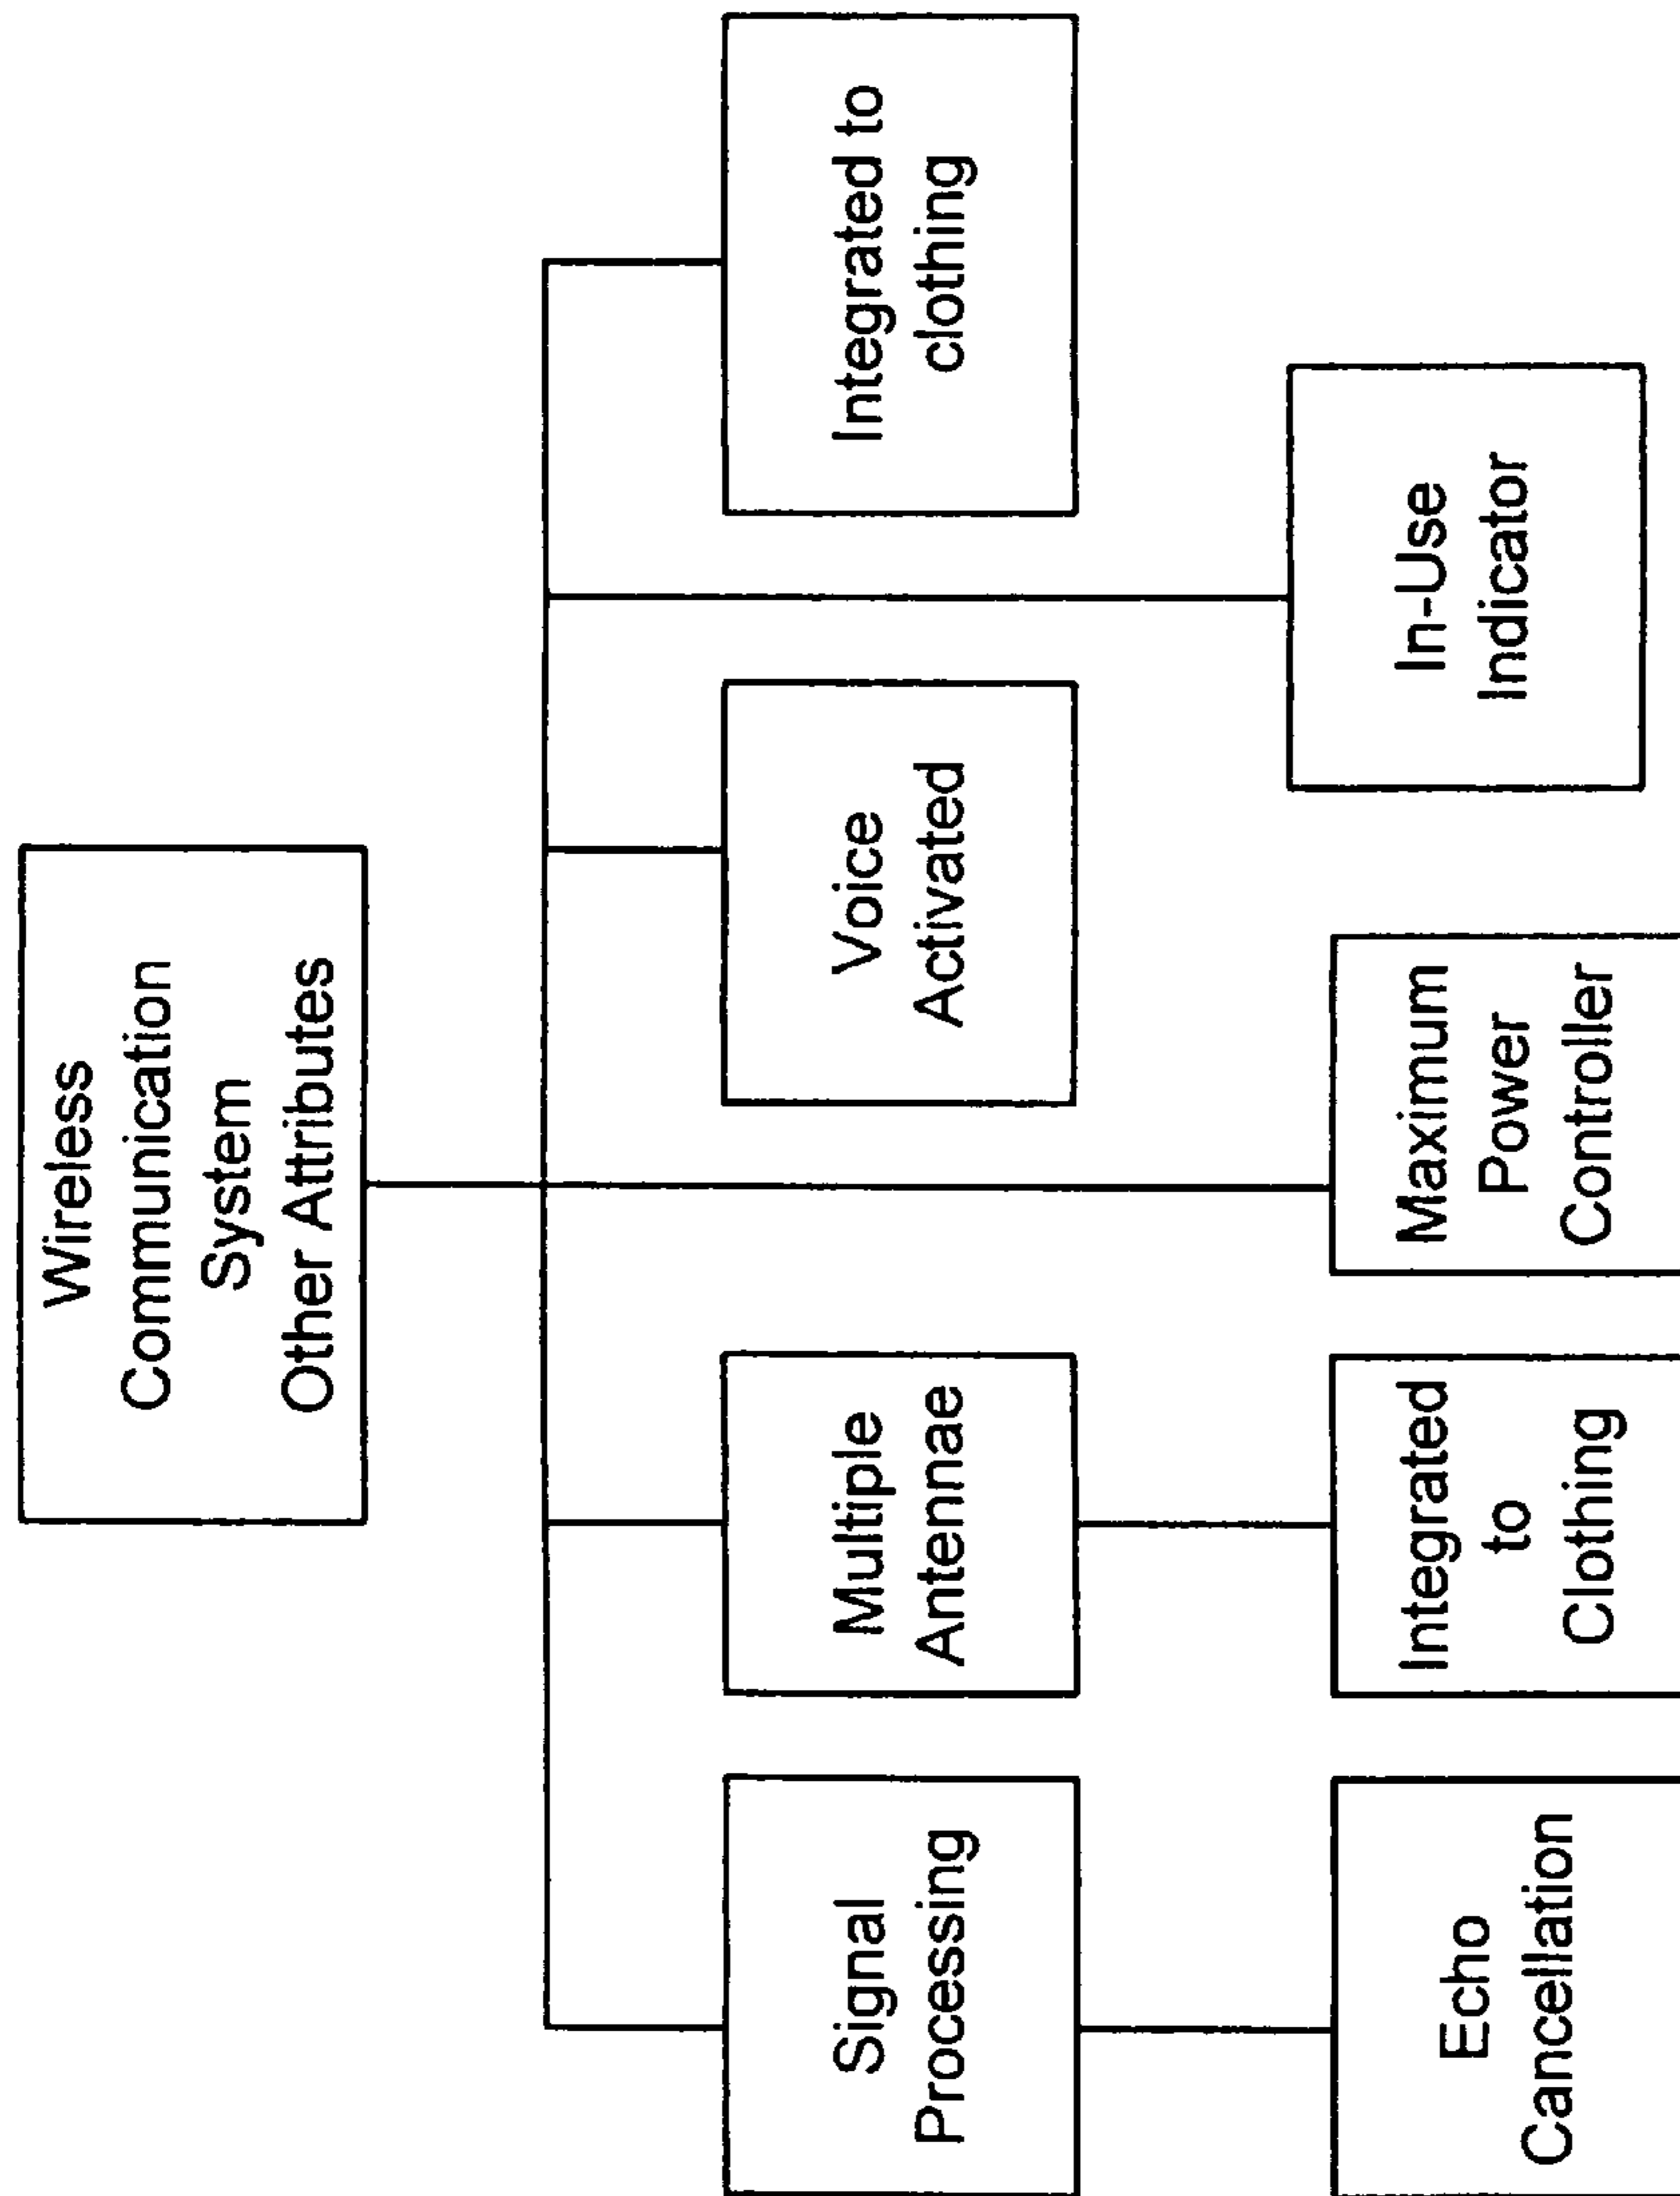 Wireless
Communication
System
Other Attributes
Signal
Processing
Multiple
Antennae
Voice
Activated
Integrated to
clothing
Echo
Cancellation
Integrated
to
Clothing
Maximum
Power
Controller
In-Use
Indicator